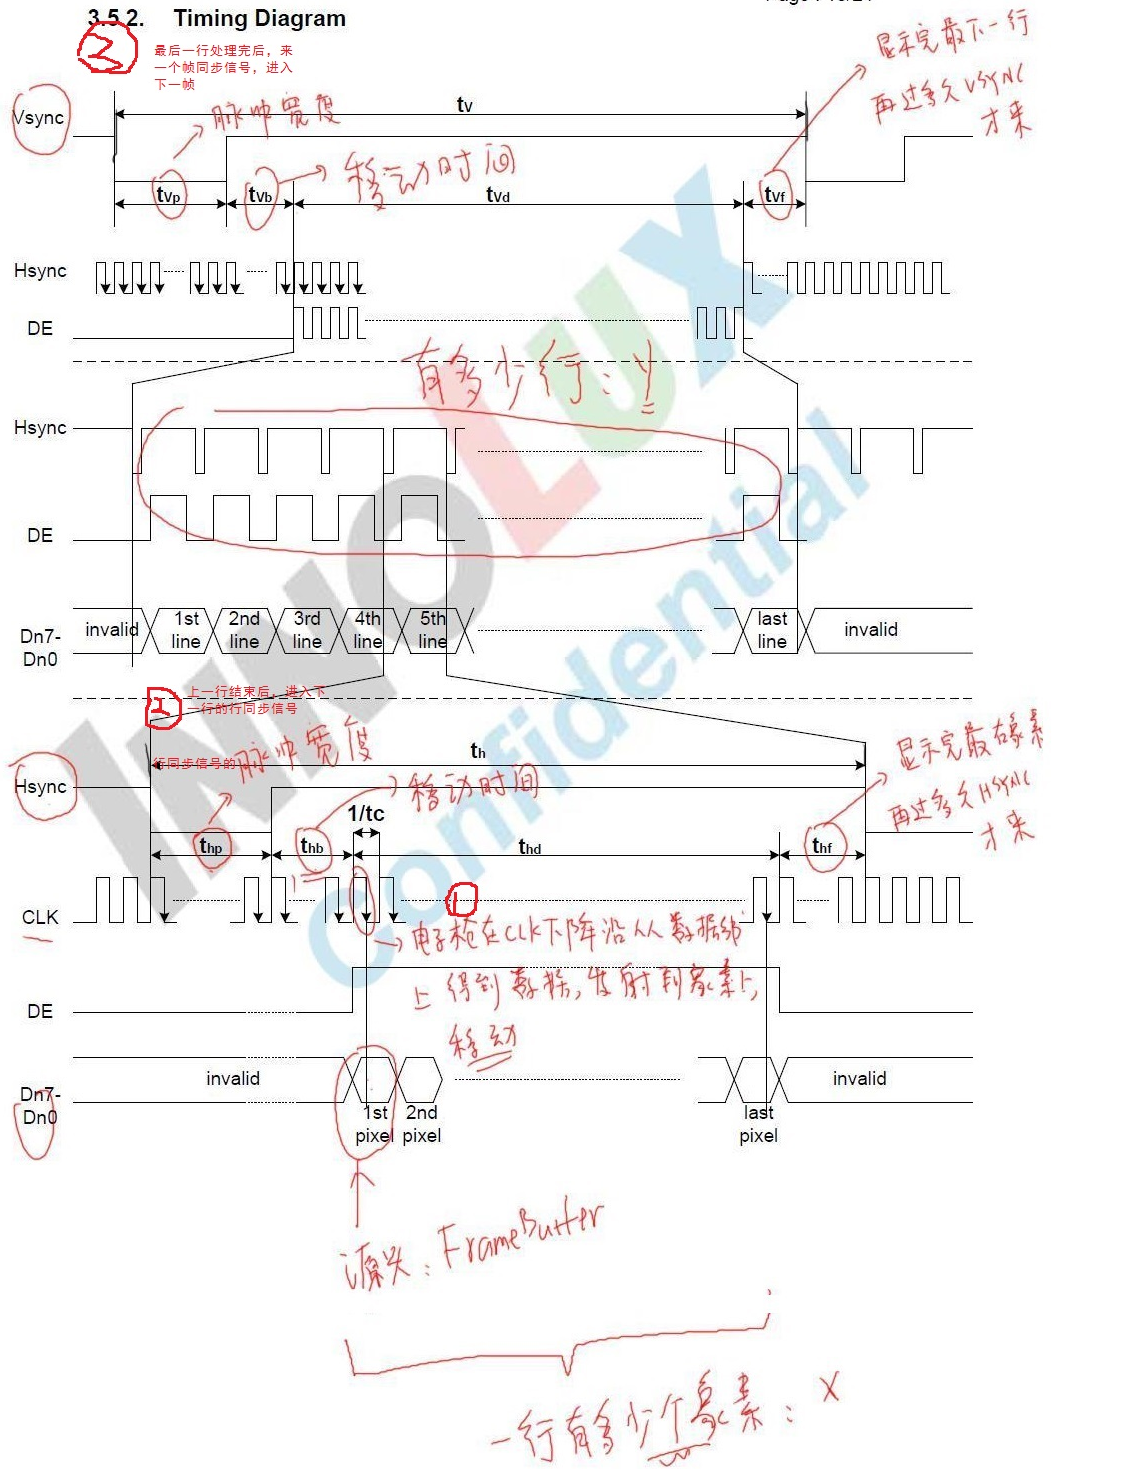 3.5.2. Timing Diagram
最后一行处理完后，来
一个帧同步信号，进入
下一帧
显示完最下一行
再过多久VSYNC
才来
Vsync
tv
脉冲宽度
移动时间
tvp
tvb
tvd
tvf
Hsync
DE
有多少行：y
Hsync
DE
Dn7-
Dn0
invalid
1st
line
2nd
line
3rd
line
4th
line
5th
line
last
line
invalid
INNOLUX
Confidential
上一行结束后，进入下
一行的行同步信号
行同步信号的
脉冲宽度
th
显示完最右象素
再过多久HSYNC
才来
Hsync
移动时间
1/tc
thp
thb
thd
thf
CLK
1
电子枪在CLK下降沿从数据线
上得到数据，发射到象素上，
移动
DE
Dn7-
Dn0
invalid
1st
pixel
2nd
pixel
last
pixel
invalid
源头：FrameBuffer
一行有多少个象素：x